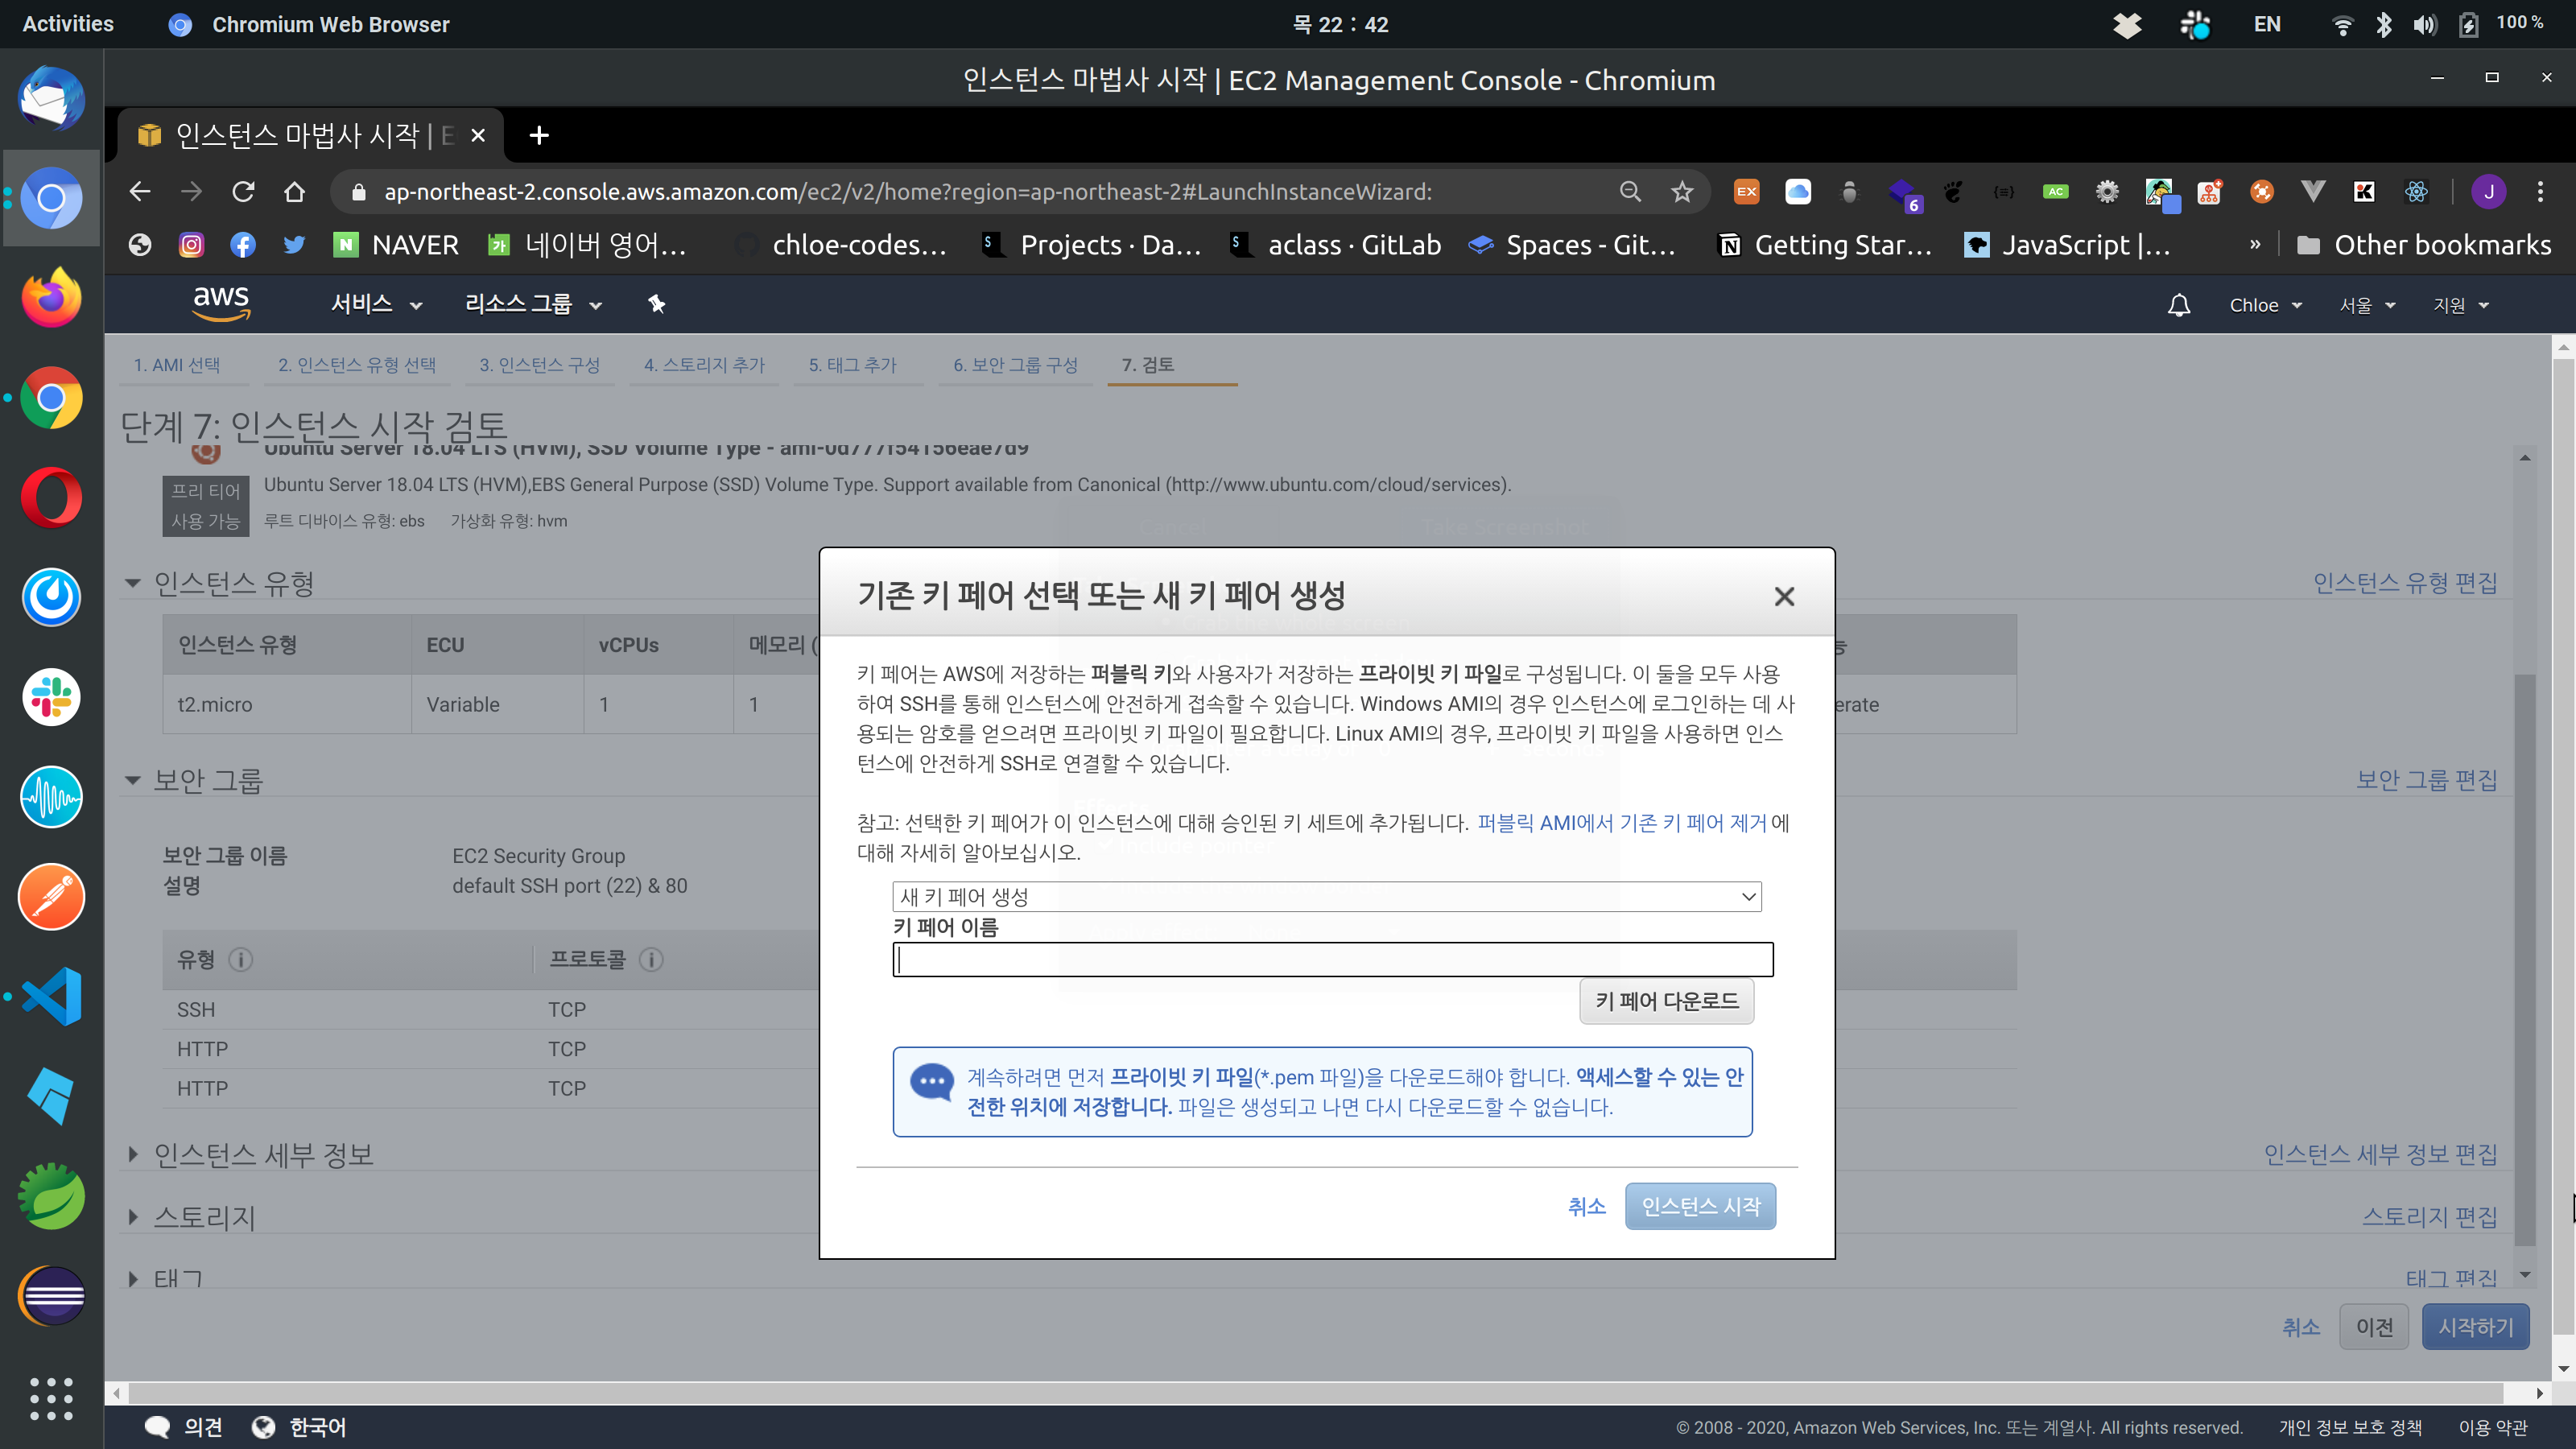 Activities
Chromium Web Browser
목 22 : 42
EN
100 %
인스턴스 마법사 시작 | EC2 Management Console - Chromium
인스턴스 마법사 시작 | E
ap-northeast-2.console.aws.amazon.com/ec2/v2/home?region=ap-northeast-2#LaunchInstanceWizard:
EX
6
AC
J
NAVER
네이버 영어...
chloe-codes...
Projects · Da...
aclass · GitLab
Spaces - Git...
Getting Star...
JavaScript |...
»
Other bookmarks
aws
서비스
리소스 그룹
Chloe
서울
지원
1. AMI 선택
2. 인스턴스 유형 선택
3. 인스턴스 구성
4. 스토리지 추가
5. 태그 추가
6. 보안 그룹 구성
7. 검토
단계 7: 인스턴스 시작 검토
Ubuntu Server 18.04 LTS (HVM), SSD Volume Type - ami-0d777f54156eae7d9
프리 티어
사용 가능
Ubuntu Server 18.04 LTS (HVM),EBS General Purpose (SSD) Volume Type. Support available from Canonical (http://www.ubuntu.com/cloud/services).
루트 디바이스 유형: ebs 가상화 유형: hvm
Cancel
Take Screenshot
인스턴스 유형
인스턴스 유형 편집
인스턴스 유형 ECU vCPUs 메모리 (
t2.micro Variable 1 1
erate
보안 그룹
보안 그룹 편집
보안 그룹 이름 EC2 Security Group
설명 default SSH port (22) & 80
유형 프로토콜
SSH TCP
HTTP TCP
HTTP TCP
인스턴스 세부 정보
인스턴스 세부 정보 편집
스토리지
스토리지 편집
태그
태그 편집
기존 키 페어 선택 또는 새 키 페어 생성
키 페어는 AWS에 저장하는 퍼블릭 키와 사용자가 저장하는 프라이빗 키 파일로 구성됩니다. 이 둘을 모두 사용
하여 SSH를 통해 인스턴스에 안전하게 접속할 수 있습니다. Windows AMI의 경우 인스턴스에 로그인하는 데 사
용되는 암호를 얻으려면 프라이빗 키 파일이 필요합니다. Linux AMI의 경우, 프라이빗 키 파일을 사용하면 인스
턴스에 안전하게 SSH로 연결할 수 있습니다.
참고: 선택한 키 페어가 이 인스턴스에 대해 승인된 키 세트에 추가됩니다. 퍼블릭 AMI에서 기존 키 페어 제거 에
대해 자세히 알아보십시오.
새 키 페어 생성
키 페어 이름
키 페어 다운로드
계속하려면 먼저 프라이빗 키 파일(*.pem 파일)을 다운로드해야 합니다. 액세스할 수 있는 안
전한 위치에 저장합니다. 파일은 생성되고 나면 다시 다운로드할 수 없습니다.
취소
인스턴스 시작
취소
이전
시작하기
의견
한국어
© 2008 - 2020, Amazon Web Services, Inc. 또는 계열사. All rights reserved.
개인 정보 보호 정책
이용 약관